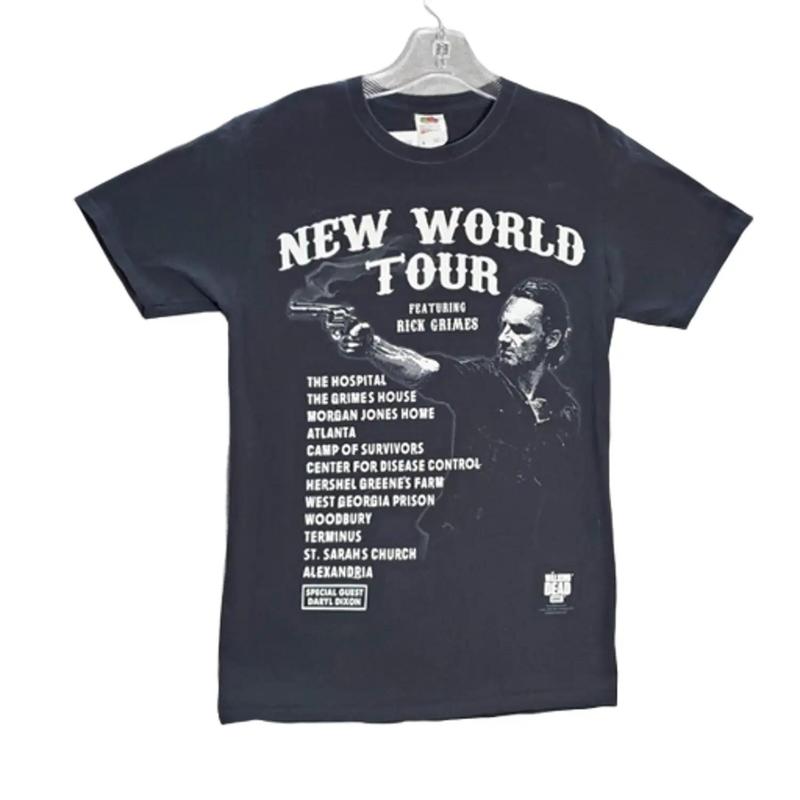 NEW WORLD
TOUR
FEATURING
RICK GRIMES
THE HOSPITAL
THE GRIMES HOUSE
MORGAN JONES HOME
ATLANTA
CAMP OF SURVIVORS
CENTER FOR DISEASE CONTROL
HERSHEL GREENE'S FARM
WEST GEORGIA PRISON
WOODBURY
TERMINUS
ST. SARAHS CHURCH
ALEXANDRIA
SPECIAL GUEST
DARYL DIXON
WALKING
DEAD